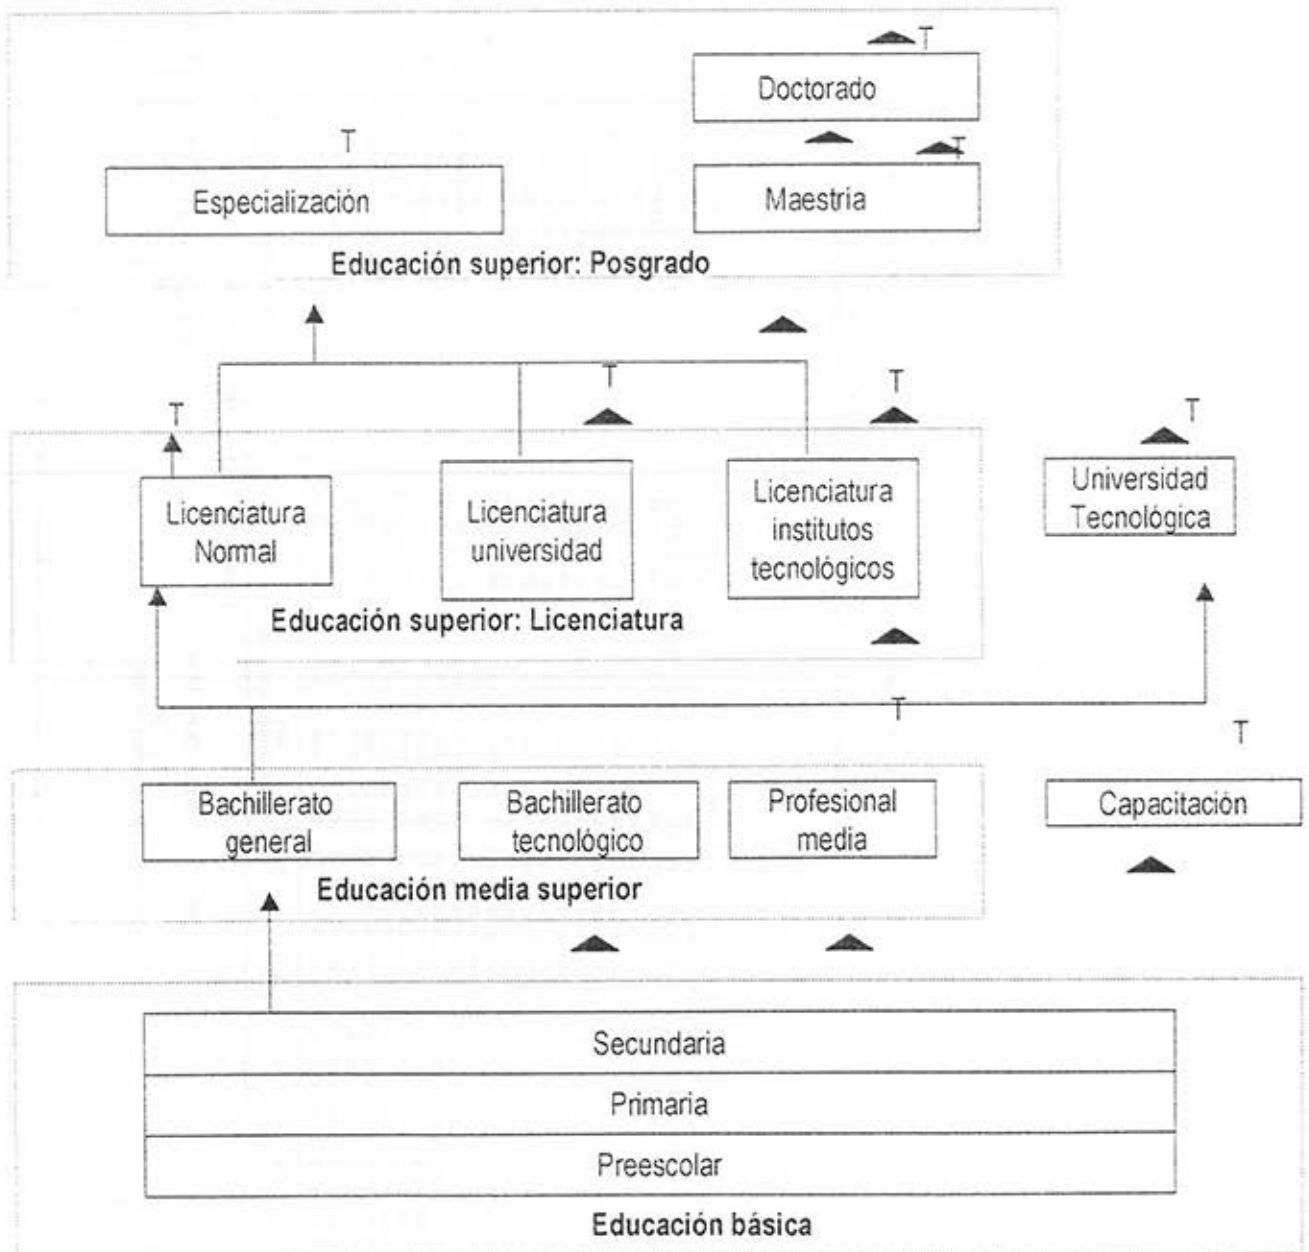 T
Doctorado
T
T
Especialización
Maestría
Educación superior: Posgrado
T
T
T
T
Licenciatura
Normal
Licenciatura
universidad
Licenciatura
institutos
tecnológicos
Universidad
Tecnológica
Educación superior: Licenciatura
T
T
Bachillerato
general
Bachillerato
tecnológico
Profesional
media
Capacitación
Educación media superior
Secundaria
Primaria
Preescolar
Educación básica